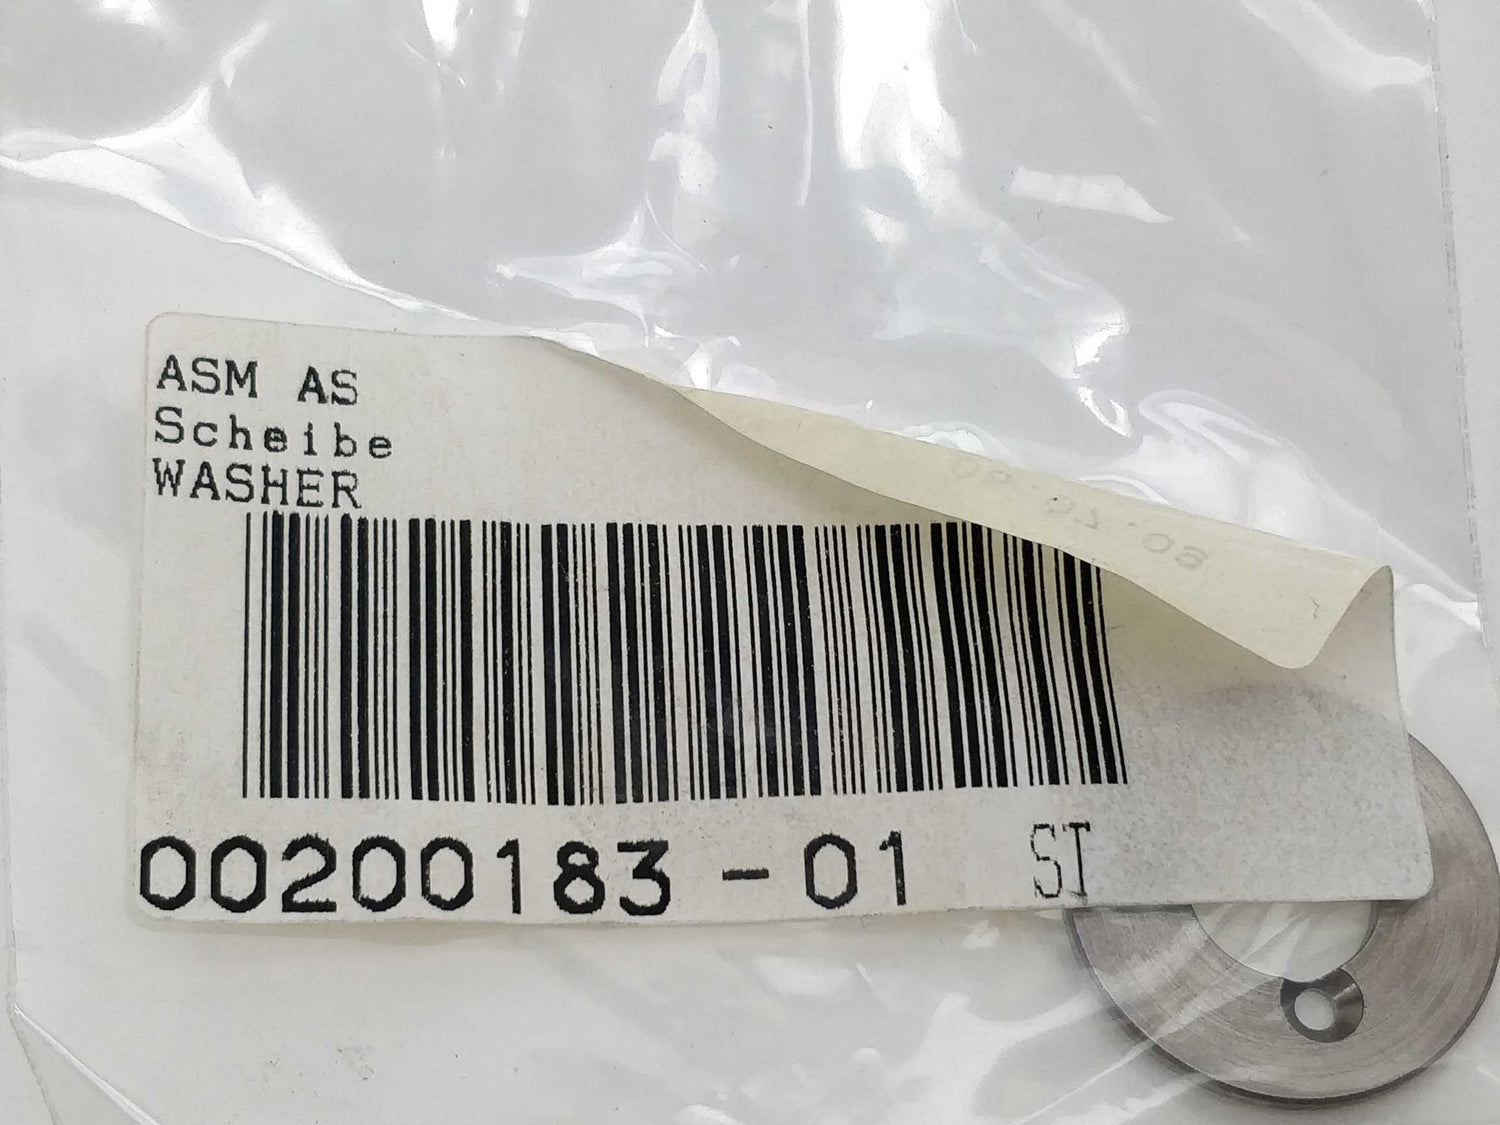 ASM AS
Scheibe
WASHER
00200183-01 ST